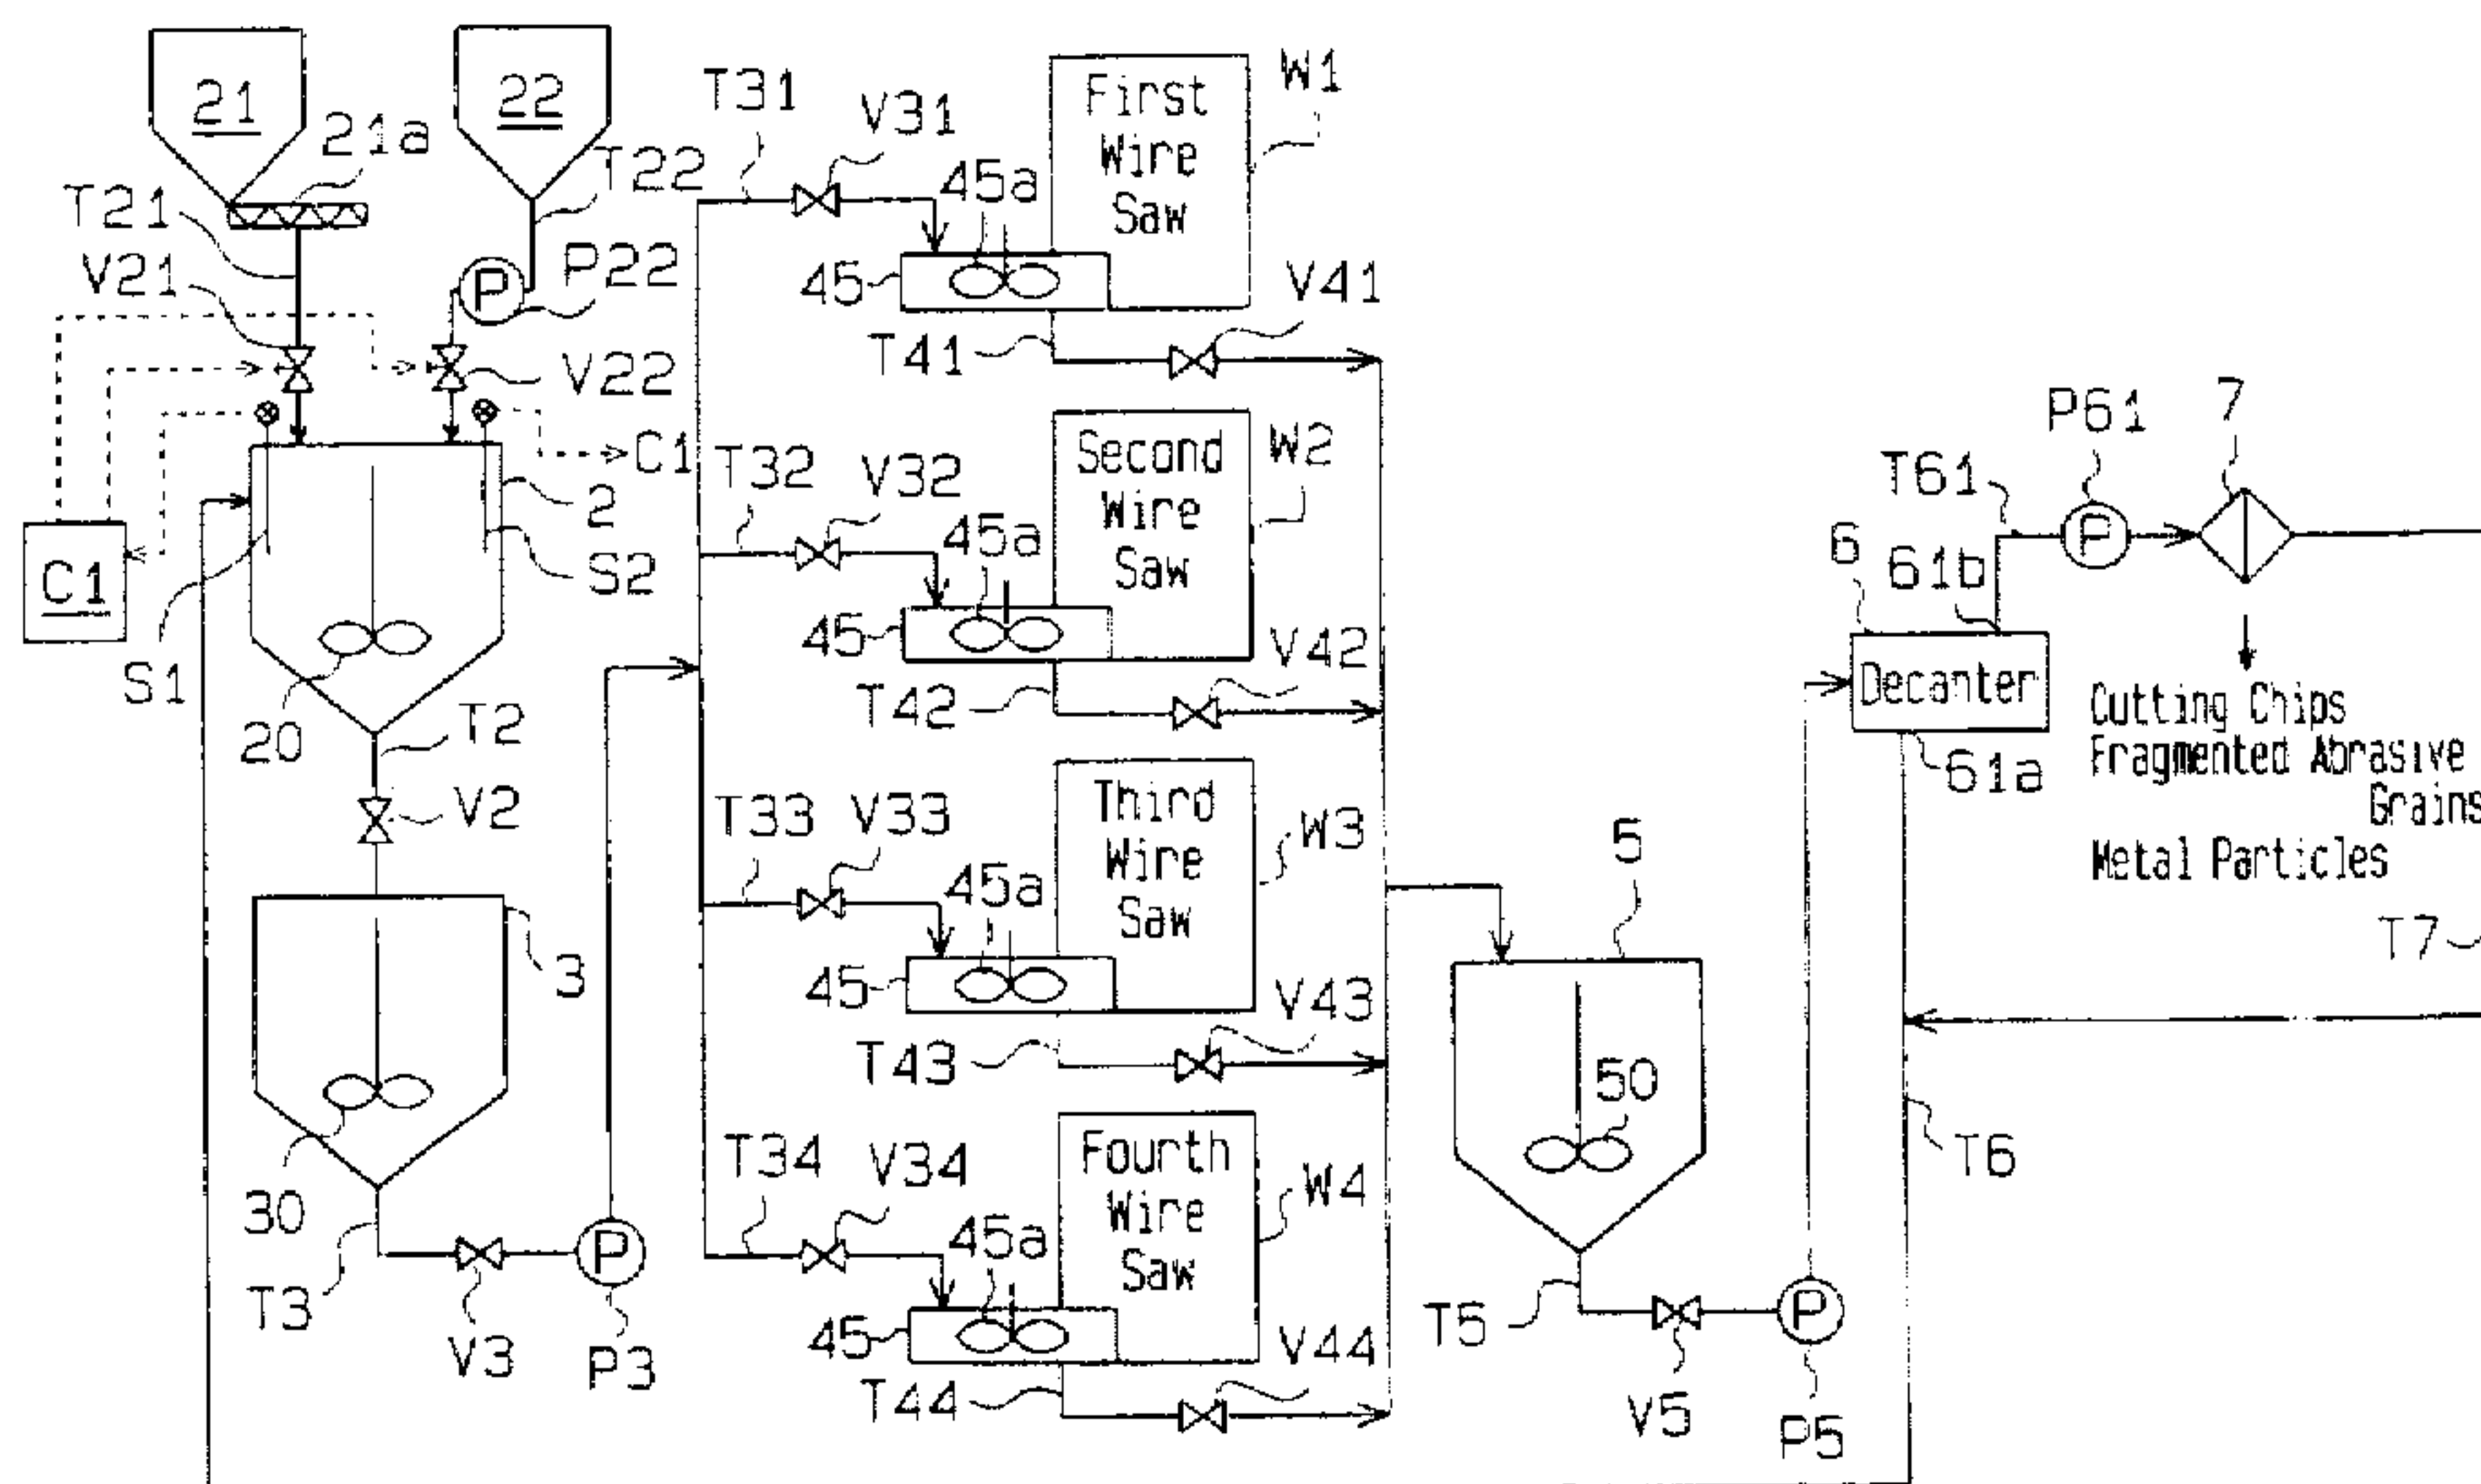 21
22
21a
T21
V21
T22
P
P22
V22
C1
C1
2
S1
S2
20
T2
V2
3
30
T3
V3
P
P3
T31
V31
45a
45
First
Wire
Saw
W1
T41
V41
T32
V32
45a
45
Second
Wire
Saw
W2
T42
V42
T33
V33
45a
45
Third
Wire
Saw
W3
T43
V43
T34
V34
45a
45
Fourth
Wire
Saw
W4
T44
V44
5
50
T5
V5
P
P5
6
Decanter
61a
61b
T61
P
P61
7
Cutting Chips
Fragmented Abrasive
Grains
Metal Particles
T7
T6